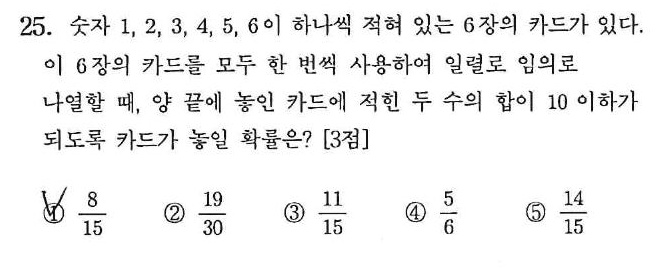 25. 숫자 1, 2, 3, 4, 5, 6이 하나씩 적혀 있는 6장의 카드가 있다.
이 6장의 카드를 모두 한 번씩 사용하여 일렬로 임의로
나열할 때, 양 끝에 놓인 카드에 적힌 두 수의 합이 10 이하가
되도록 카드가 놓일 확률은? [3점]
① 8/15 ② 19/30 ③ 11/15 ④ 5/6 ⑤ 14/15